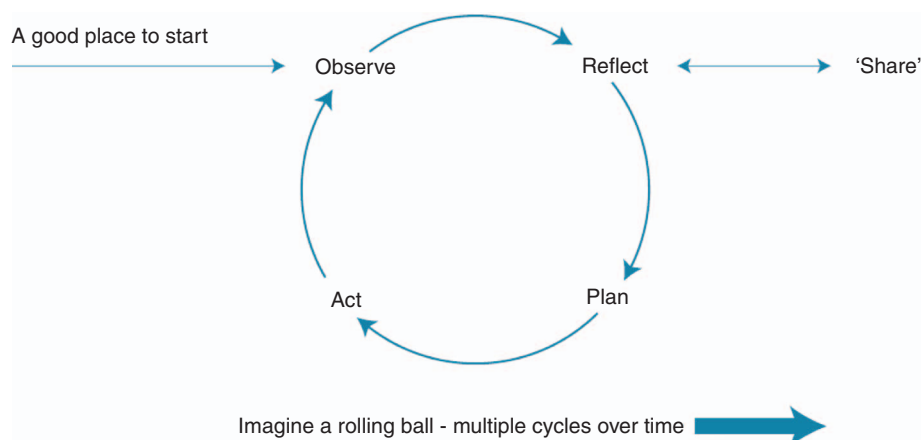 A good place to start
Observe
Reflect
‘Share’
Act
Plan
Imagine a rolling ball - multiple cycles over time